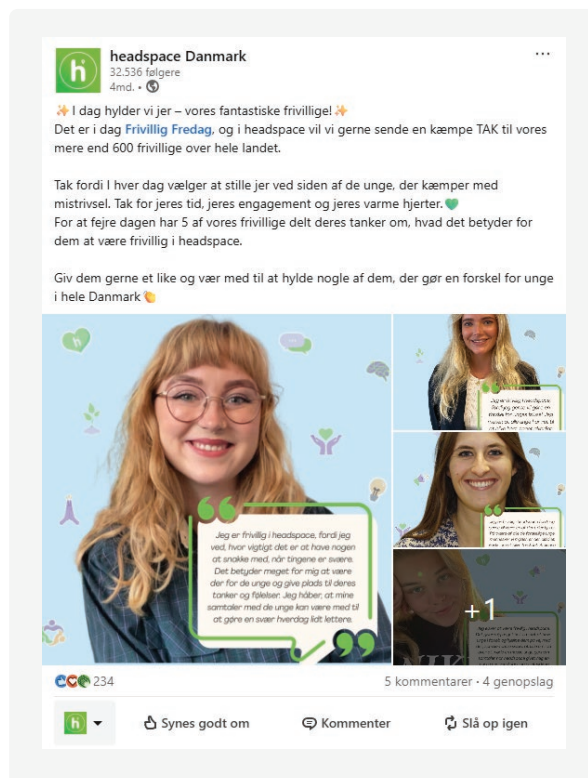 headspace Danmark
32.536 følgere
4md. •
I dag hylder vi jer – vores fantastiske frivillige!
Det er i dag Frivillig Fredag, og i headspace vil vi gerne sende en kæmpe TAK til vores
mere end 600 frivillige over hele landet.
Tak fordi I hver dag vælger at stille jer ved siden af de unge, der kæmper med
mistrivsel. Tak for jeres tid, jeres engagement og jeres varme hjerter.
For at fejre dagen har 5 af vores frivillige delt deres tanker om, hvad det betyder for
dem at være frivillig i headspace.
Giv dem gerne et like og vær med til at hylde nogle af dem, der gør en forskel for unge
i hele Danmark
Jeg er frivillig i headspace, fordi jeg
ved, hvor vigtigt det er at have nogen
at snakke med, når tingene er svære.
Det betyder meget for mig at være
der for de unge og give plads til deres
tanker og følelser. Jeg håber, at mine
samtaler med de unge kan være med til
at gøre en svær hverdag lidt lettere.
+1
234
5 kommentarer • 4 genopslag
Synes godt om
Kommenter
Slå op igen